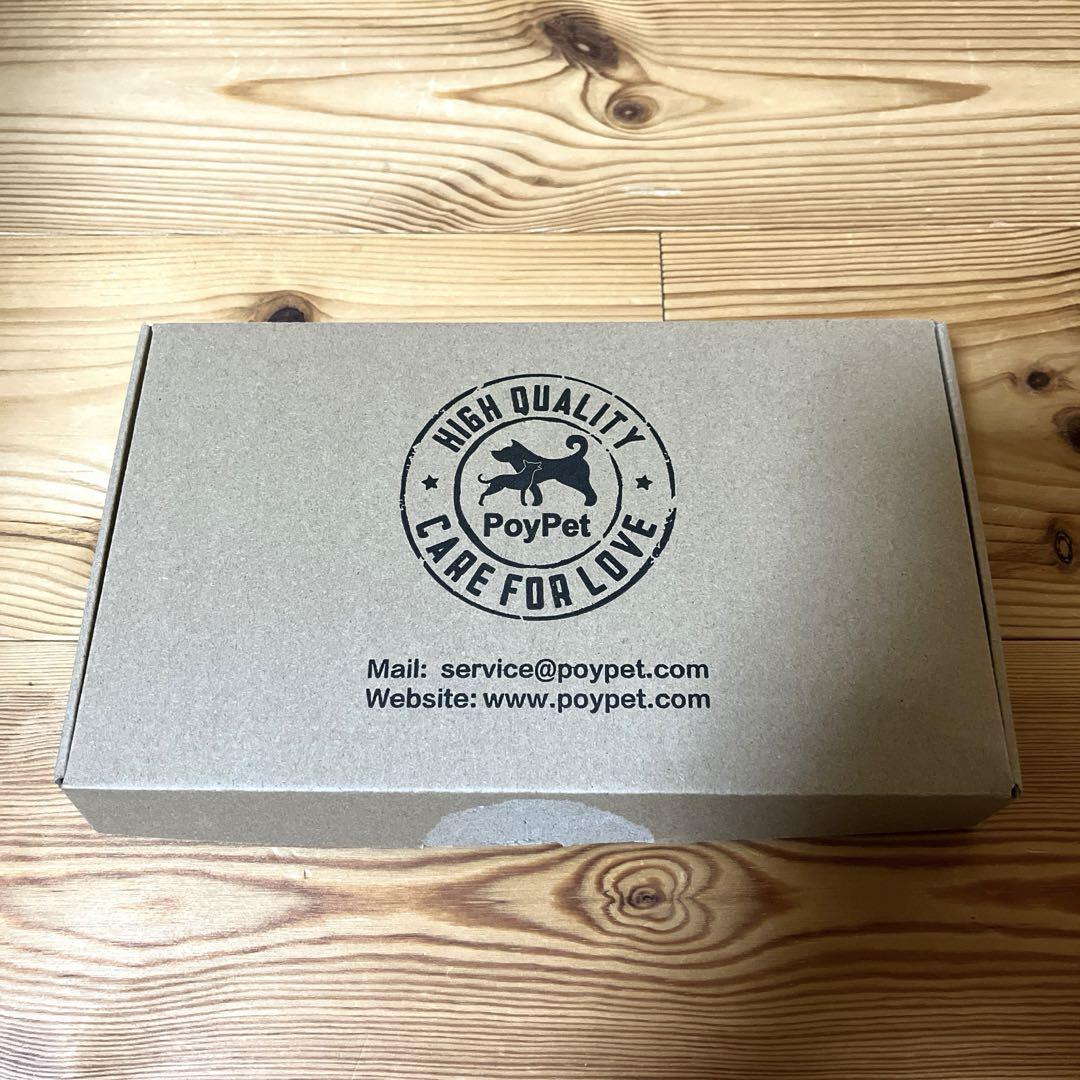 HIGH QUALITY
PoyPet
CARE FOR LOVE
Mail: service@poypet.com
Website: www.poypet.com